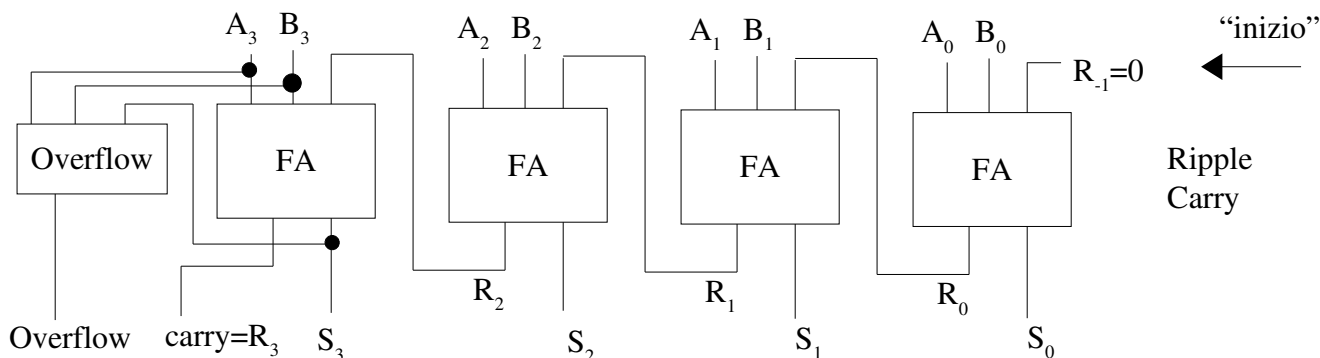 A₃ B₃
A₂ B₂
A₁ B₁
A₀ B₀
“inizio”
R₋₁=0
Overflow
FA
FA
FA
FA
Ripple
Carry
R₂
R₁
R₀
Overflow
carry=R₃
S₃
S₂
S₁
S₀